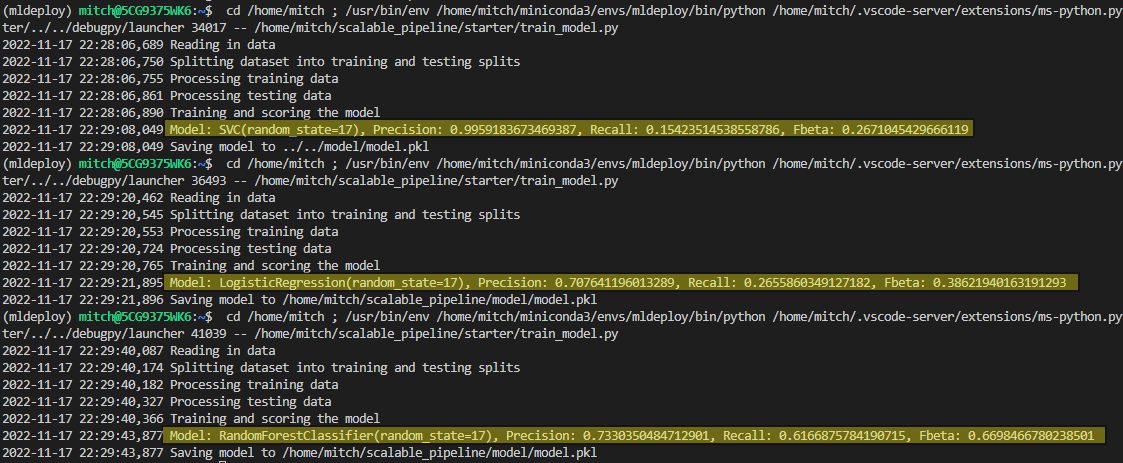 (mldeploy) mitch@5CG9375WK6:~$  cd /home/mitch ; /usr/bin/env /home/mitch/miniconda3/envs/mldeploy/bin/python /home/mitch/.vscode-server/extensions/ms-python.py
ter/../../debugpy/launcher 34017 -- /home/mitch/scalable_pipeline/starter/train_model.py
2022-11-17 22:28:06,689 Reading in data
2022-11-17 22:28:06,750 Splitting dataset into training and testing splits
2022-11-17 22:28:06,755 Processing training data
2022-11-17 22:28:06,861 Processing testing data
2022-11-17 22:28:06,890 Training and scoring the model
2022-11-17 22:29:08,049 Model: SVC(random_state=17), Precision: 0.9959183673469387, Recall: 0.15423514538558786, Fbeta: 0.2671045429666119
2022-11-17 22:29:08,049 Saving model to ../../model/model.pkl
(mldeploy) mitch@5CG9375WK6:~$  cd /home/mitch ; /usr/bin/env /home/mitch/miniconda3/envs/mldeploy/bin/python /home/mitch/.vscode-server/extensions/ms-python.py
ter/../../debugpy/launcher 36493 -- /home/mitch/scalable_pipeline/starter/train_model.py
2022-11-17 22:29:20,462 Reading in data
2022-11-17 22:29:20,545 Splitting dataset into training and testing splits
2022-11-17 22:29:20,553 Processing training data
2022-11-17 22:29:20,724 Processing testing data
2022-11-17 22:29:20,765 Training and scoring the model
2022-11-17 22:29:21,895 Model: LogisticRegression(random_state=17), Precision: 0.707641196013289, Recall: 0.2655860349127182, Fbeta: 0.38621940163191293
2022-11-17 22:29:21,896 Saving model to /home/mitch/scalable_pipeline/model/model.pkl
(mldeploy) mitch@5CG9375WK6:~$  cd /home/mitch ; /usr/bin/env /home/mitch/miniconda3/envs/mldeploy/bin/python /home/mitch/.vscode-server/extensions/ms-python.py
ter/../../debugpy/launcher 41039 -- /home/mitch/scalable_pipeline/starter/train_model.py
2022-11-17 22:29:40,087 Reading in data
2022-11-17 22:29:40,174 Splitting dataset into training and testing splits
2022-11-17 22:29:40,182 Processing training data
2022-11-17 22:29:40,327 Processing testing data
2022-11-17 22:29:40,366 Training and scoring the model
2022-11-17 22:29:43,877 Model: RandomForestClassifier(random_state=17), Precision: 0.7330350484712901, Recall: 0.6166875784190715, Fbeta: 0.6698466780238501
2022-11-17 22:29:43,877 Saving model to /home/mitch/scalable_pipeline/model/model.pkl